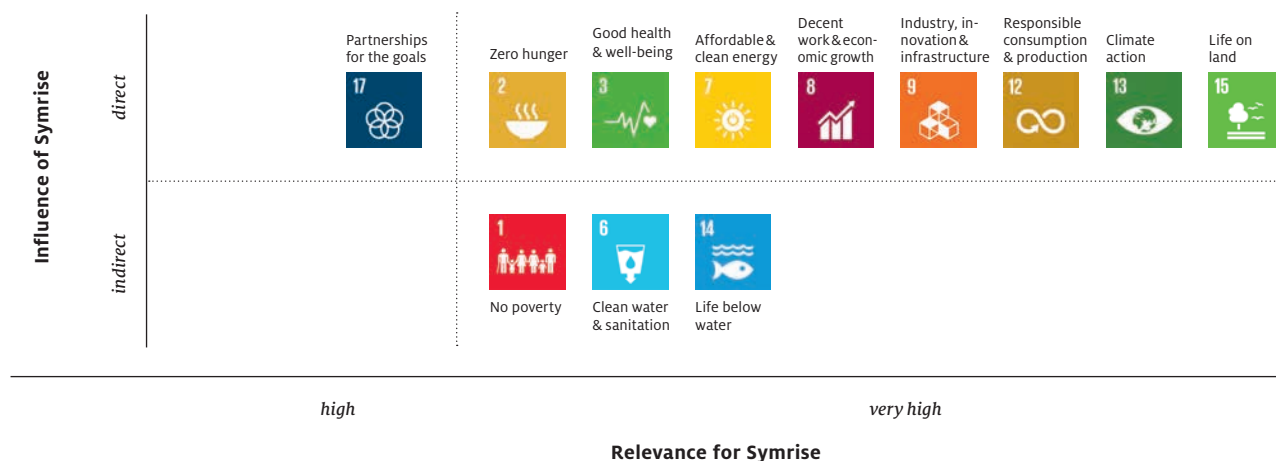 Influence of Symrise
direct
indirect
Partnerships
for the goals
17
Zero hunger
2
Good health
& well-being
3
Affordable &
clean energy
7
Decent
work & econ-
omic growth
8
Industry, in-
novation &
infrastructure
9
Responsible
consumption
& production
12
Climate
action
13
Life on
land
15
1
No poverty
6
Clean water
& sanitation
14
Life below
water
high
very high
Relevance for Symrise